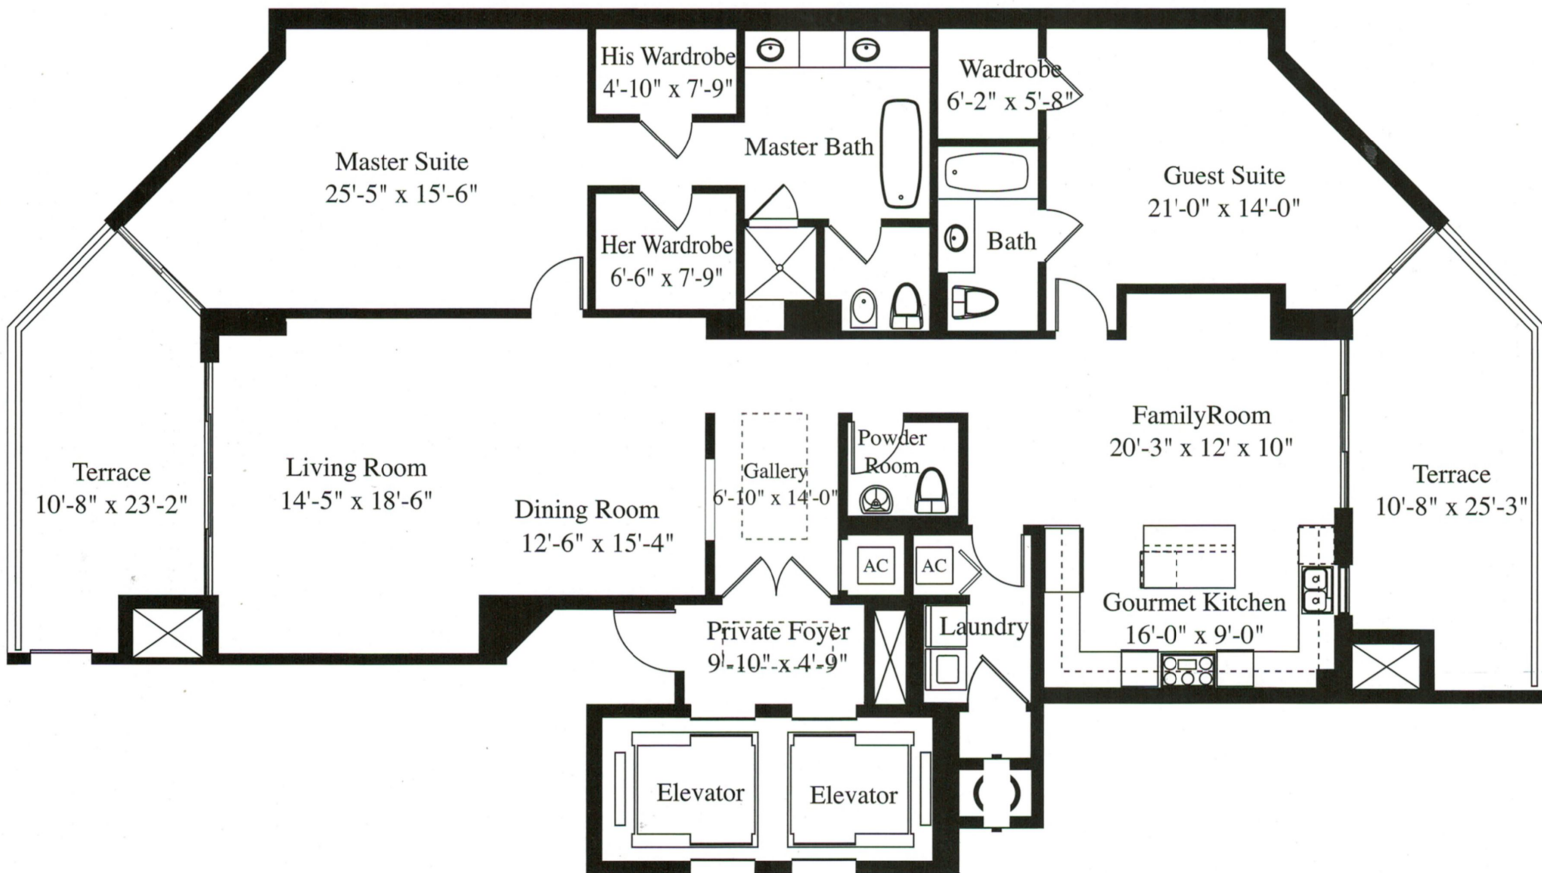 His Wardrobe
4'-10" x 7'-9"
Wardrobe
6'-2" x 5'-8"
Master Suite
25'-5" x 15'-6"
Master Bath
Guest Suite
21'-0" x 14'-0"
Her Wardrobe
6'-6" x 7'-9"
Bath
Terrace
10'-8" x 23'-2"
Living Room
14'-5" x 18'-6"
Dining Room
12'-6" x 15'-4"
Gallery
6'-10" x 14'-0"
Powder
Room
FamilyRoom
20'-3" x 12' x 10"
Terrace
10'-8" x 25'-3"
AC
AC
Private Foyer
9'-10" x 4'-9"
Laundry
Gourmet Kitchen
16'-0" x 9'-0"
Elevator
Elevator